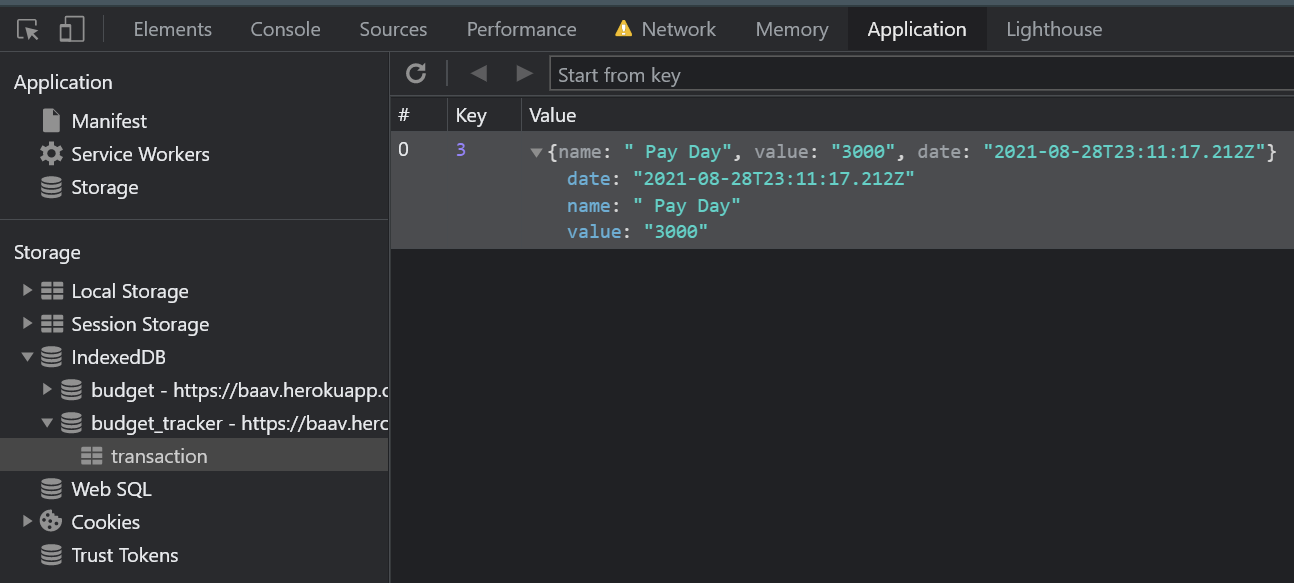 Elements Console Sources Performance Network Memory Application Lighthouse
Application
Manifest
Service Workers
Storage
Storage
Local Storage
Session Storage
IndexedDB
budget - https://baav.herokuapp.c
budget_tracker - https://baav.herc
transaction
Web SQL
Cookies
Trust Tokens
Start from key
# Key Value
0 3 {name: " Pay Day", value: "3000", date: "2021-08-28T23:11:17.212Z"}
date: "2021-08-28T23:11:17.212Z"
name: " Pay Day"
value: "3000"